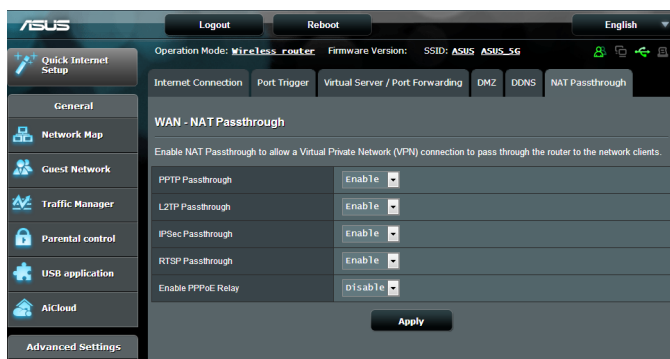 ASUS
Logout
Reboot
English
Operation Mode: Wireless router Firmware Version: SSID: ASUS ASUS_5G
Quick Internet
Setup
Internet Connection
Port Trigger
Virtual Server / Port Forwarding
DMZ
DDNS
NAT Passthrough
General
Network Map
Guest Network
Traffic Manager
Parental control
USB application
AiCloud
Advanced Settings
WAN - NAT Passthrough
Enable NAT Passthrough to allow a Virtual Private Network (VPN) connection to pass through the router to the network clients.
PPTP Passthrough Enable
L2TP Passthrough Enable
IPSec Passthrough Enable
RTSP Passthrough Enable
Enable PPPoE Relay Disable
Apply